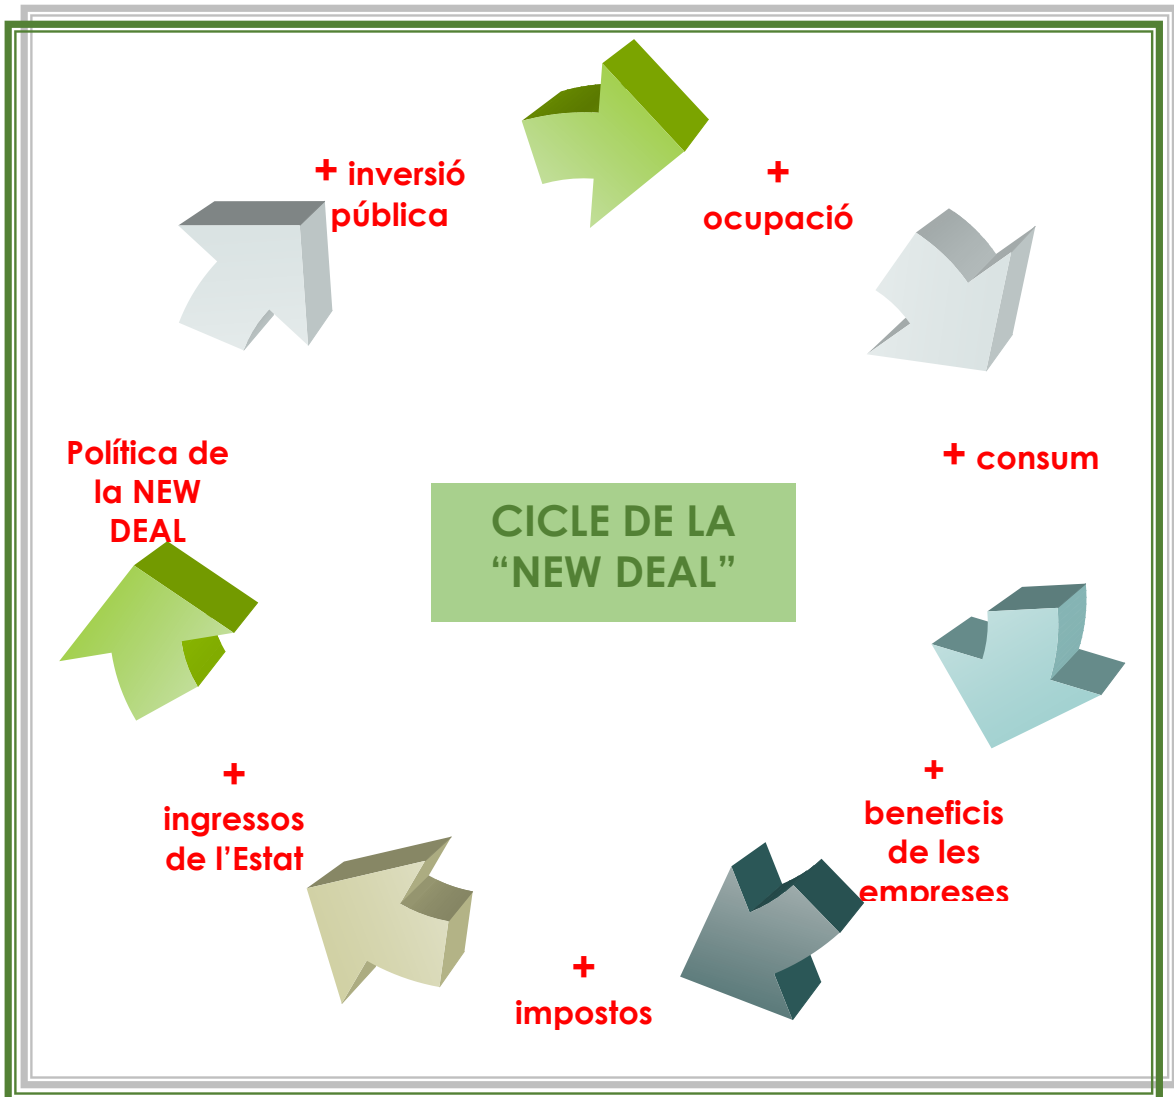 + inversió
pública
+
ocupació
+ consum
+
beneficis
de les
empreses
+
impostos
+
ingressos
de l’Estat
Política de
la NEW
DEAL
CICLE DE LA
“NEW DEAL”